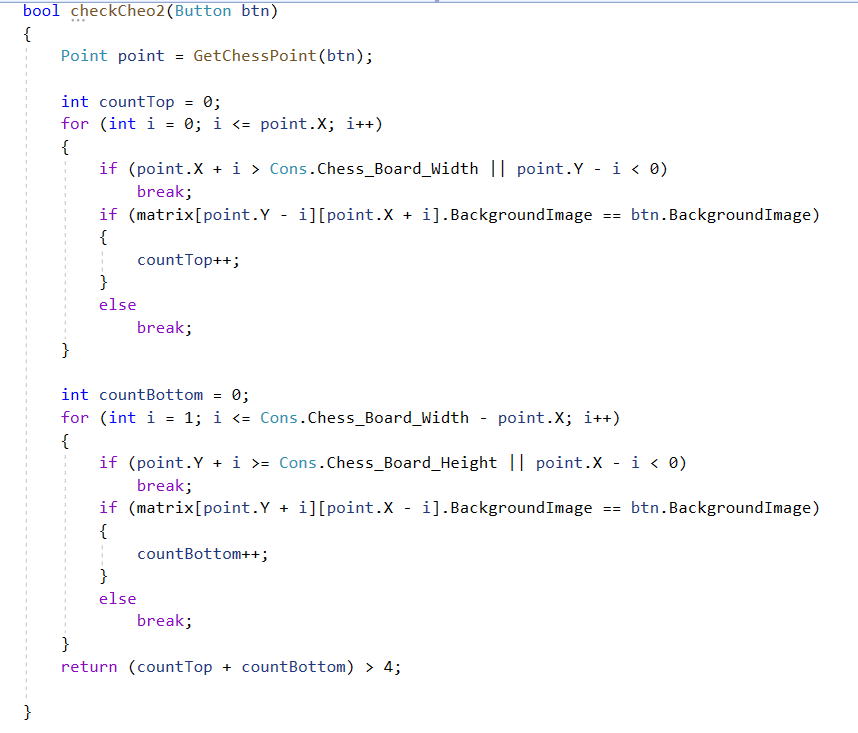 bool checkCheo2(Button btn)
{
    Point point = GetChessPoint(btn);

    int countTop = 0;
    for (int i = 0; i <= point.X; i++)
    {
        if (point.X + i > Cons.Chess_Board_Width || point.Y - i < 0)
            break;
        if (matrix[point.Y - i][point.X + i].BackgroundImage == btn.BackgroundImage)
        {
            countTop++;
        }
        else
            break;
    }

    int countBottom = 0;
    for (int i = 1; i <= Cons.Chess_Board_Width - point.X; i++)
    {
        if (point.Y + i >= Cons.Chess_Board_Height || point.X - i < 0)
            break;
        if (matrix[point.Y + i][point.X - i].BackgroundImage == btn.BackgroundImage)
        {
            countBottom++;
        }
        else
            break;
    }
    return (countTop + countBottom) > 4;

}